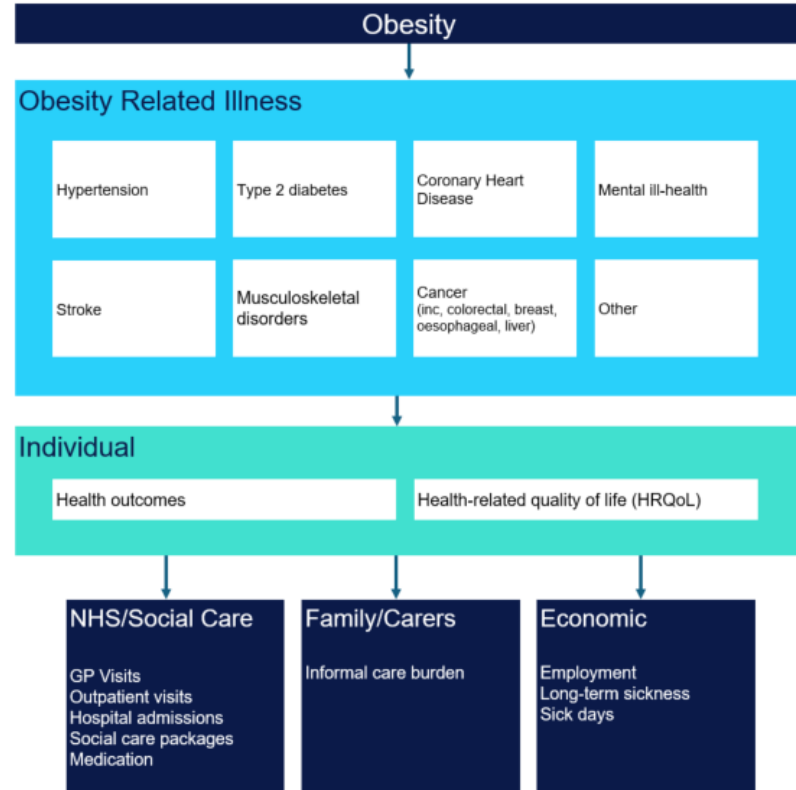 Obesity
Obesity Related Illness
Hypertension
Type 2 diabetes
Coronary Heart
Disease
Mental ill-health
Stroke
Musculoskeletal
disorders
Cancer
(inc, colorectal, breast,
oesophageal, liver)
Other
Individual
Health outcomes
Health-related quality of life (HRQoL)
NHS/Social Care
GP Visits
Outpatient visits
Hospital admissions
Social care packages
Medication
Family/Carers
Informal care burden
Economic
Employment
Long-term sickness
Sick days